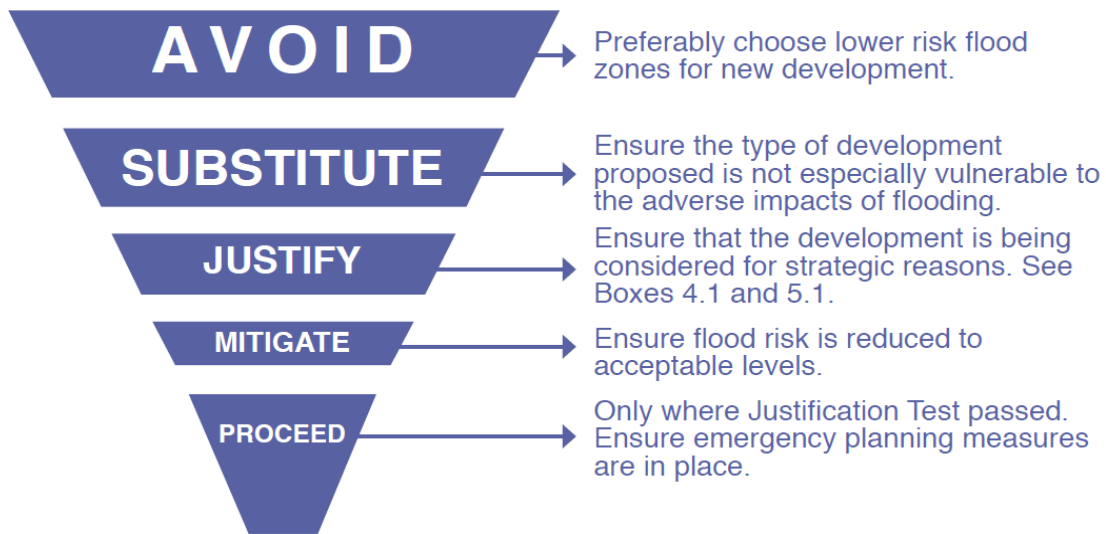 AVOID
Preferably choose lower risk flood
zones for new development.
SUBSTITUTE
Ensure the type of development
proposed is not especially vulnerable to
the adverse impacts of flooding.
JUSTIFY
Ensure that the development is being
considered for strategic reasons. See
Boxes 4.1 and 5.1.
MITIGATE
Ensure flood risk is reduced to
acceptable levels.
PROCEED
Only where Justification Test passed.
Ensure emergency planning measures
are in place.